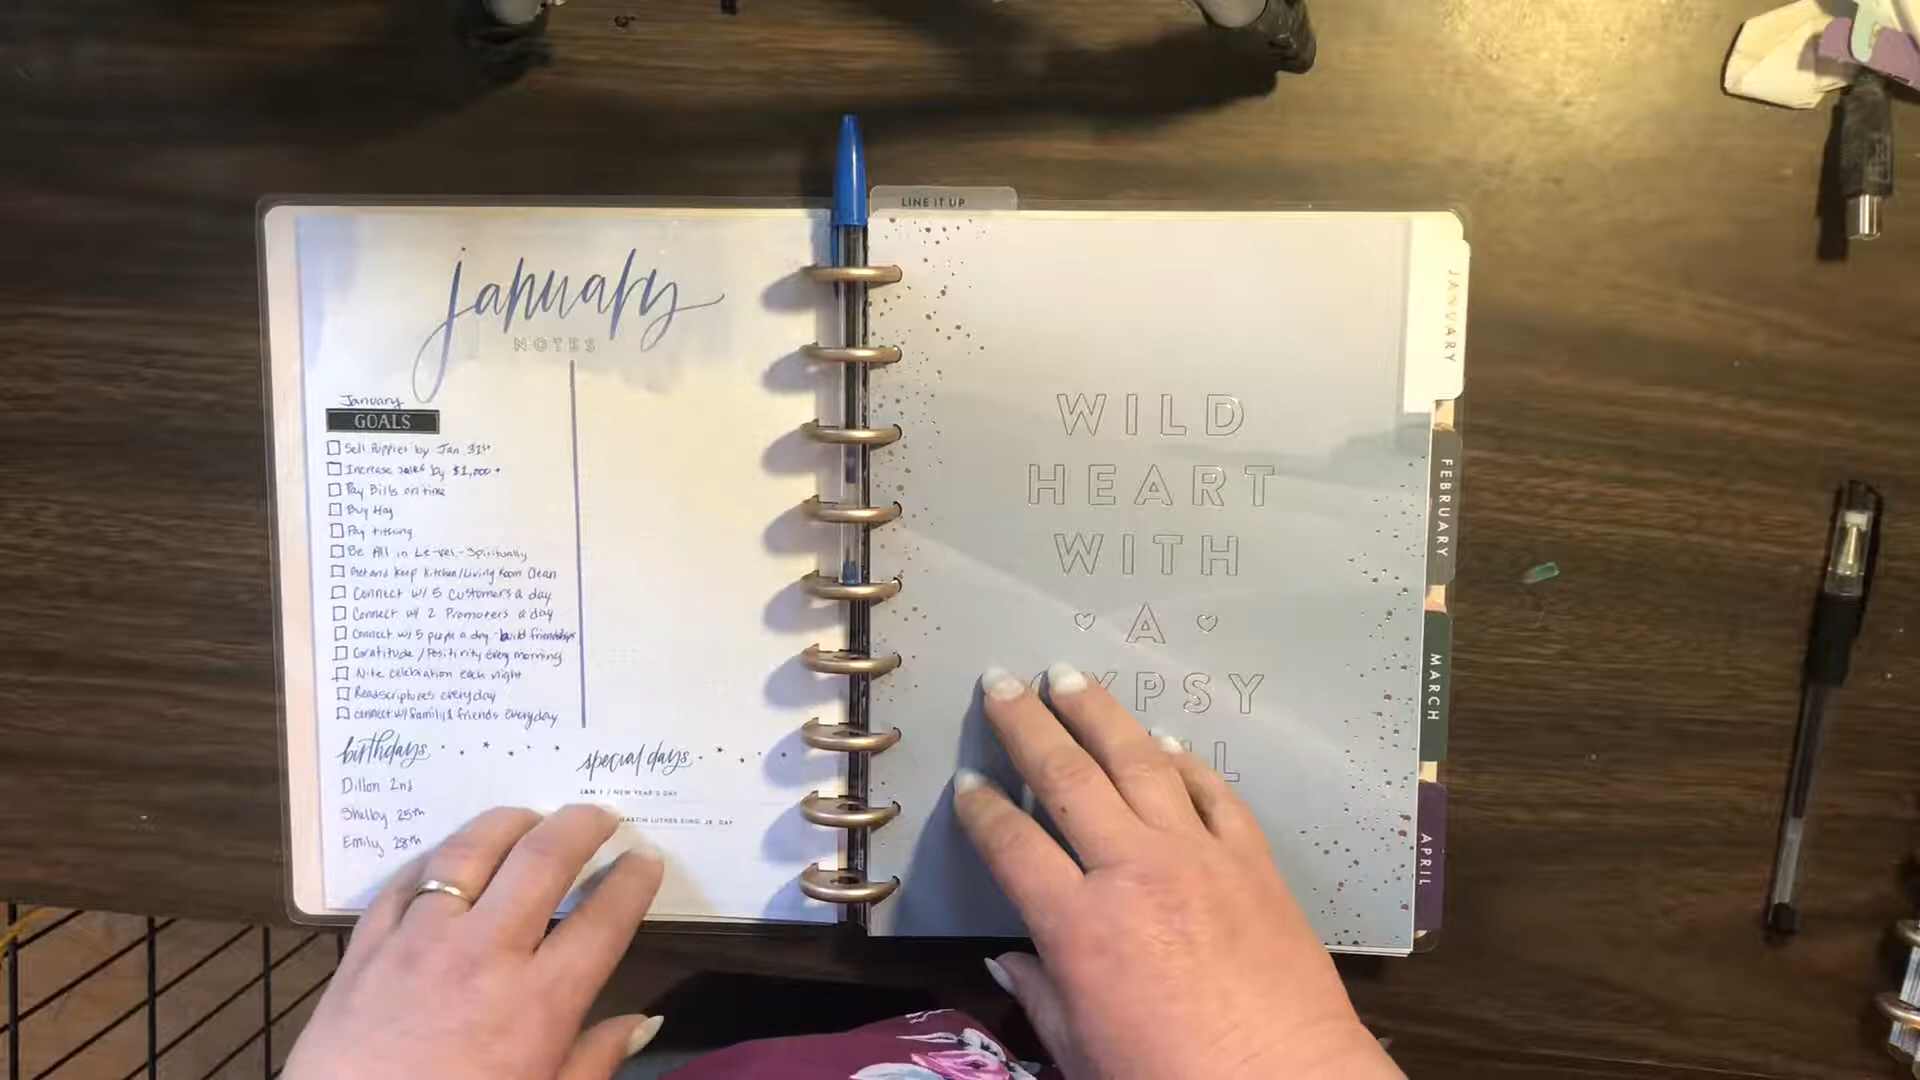 january
NOTES
January
GOALS
Sell Puppies by Jan 31st
Increase sales by $1,000+
Pay Bills on time
Buy Hay
Pay tithing
Be All in - Spiritually
Get and Keep Kitchen/Living Room Clean
Connect w/ 5 Customers a day
Connect w/ 2 Promoters a day
Connect w/ 5 people a day - build friendships
Gratitude / Positivity every morning
Nite celebration each night
Read scriptures everyday
connect w/ family & friends everyday
birthdays
Dillon 2nd
Shelby 25th
Emily 28th
special days
JAN 1 / NEW YEAR'S DAY
MARTIN LUTHER KING, JR. DAY
LINE IT UP
WILD
HEART
WITH
A
YPSY
L
JANUARY
FEBRUARY
MARCH
APRIL